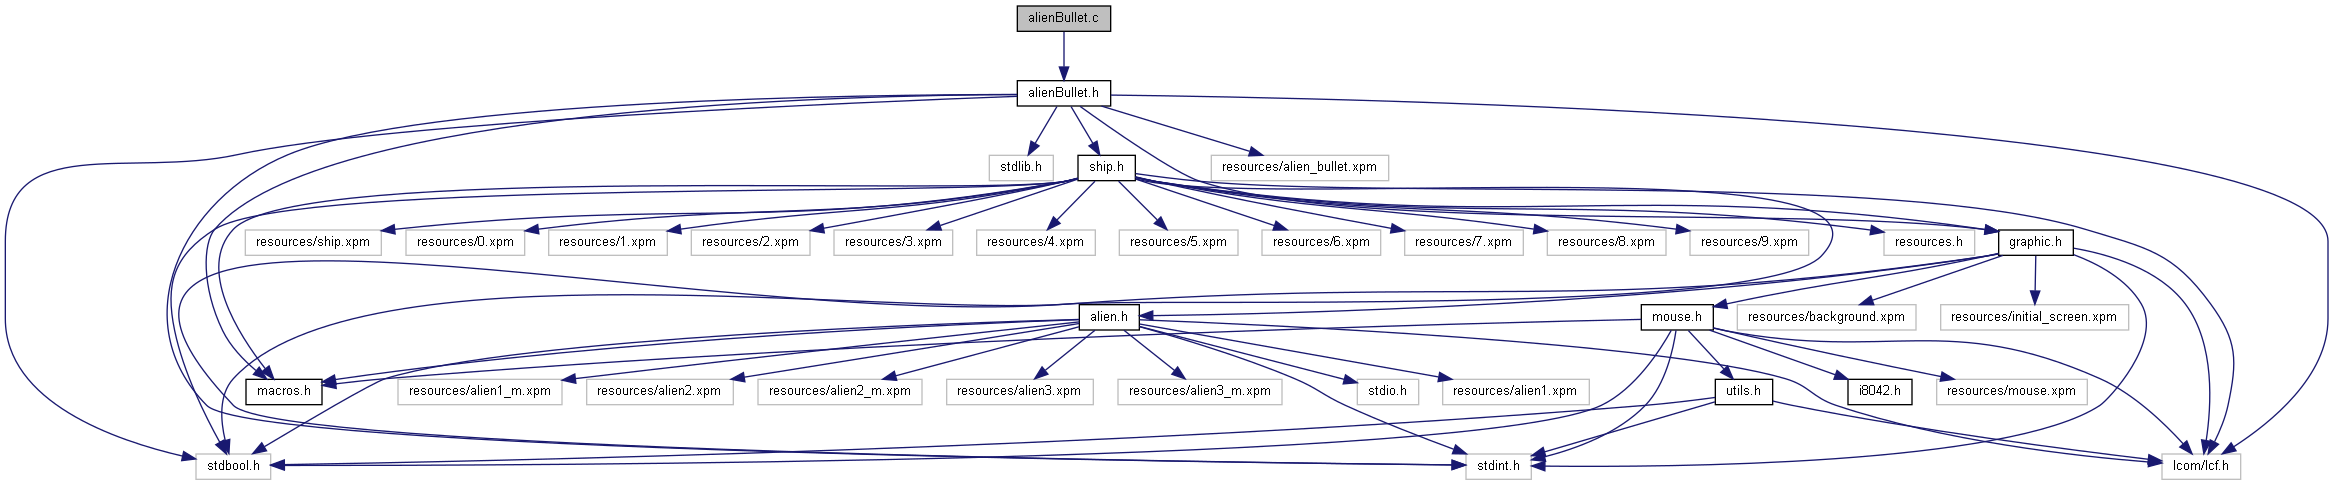 alienBullet.c
alienBullet.h
stdlib.h
ship.h
resources/alien_bullet.xpm
resources/ship.xpm
resources/0.xpm
resources/1.xpm
resources/2.xpm
resources/3.xpm
resources/4.xpm
resources/5.xpm
resources/6.xpm
resources/7.xpm
resources/8.xpm
resources/9.xpm
resources.h
graphic.h
alien.h
mouse.h
resources/background.xpm
resources/initial_screen.xpm
macros.h
resources/alien1_m.xpm
resources/alien2.xpm
resources/alien2_m.xpm
resources/alien3.xpm
resources/alien3_m.xpm
stdio.h
resources/alien1.xpm
utils.h
i8042.h
resources/mouse.xpm
stdbool.h
stdint.h
lcom/lcf.h